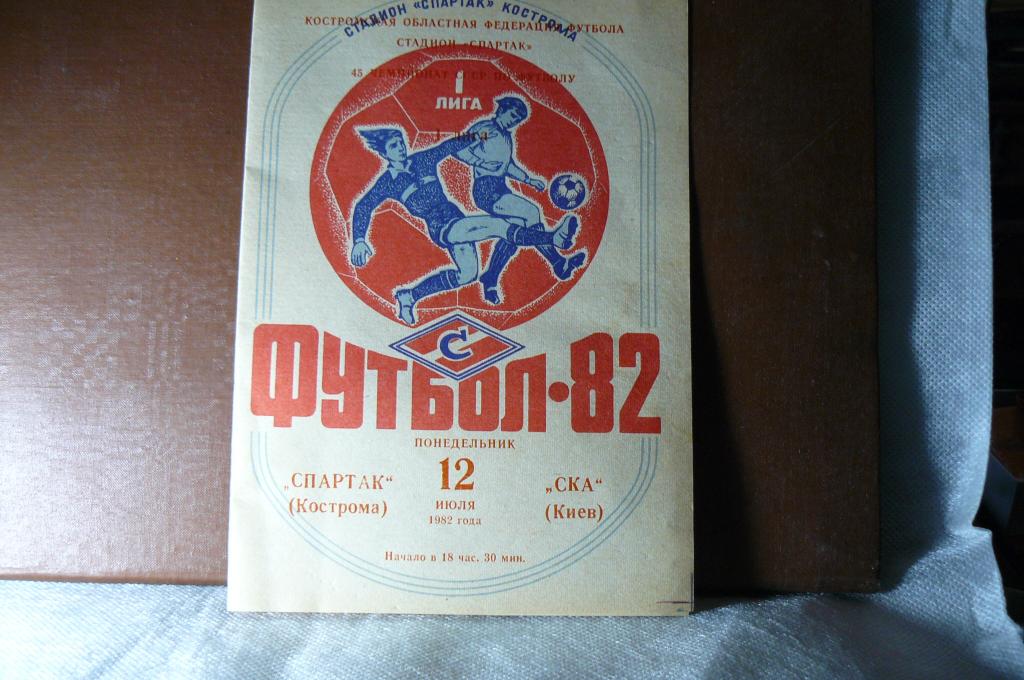 СТАДИОН «СПАРТАК» КОСТРОМА
КОСТРОМСКАЯ ОБЛАСТНАЯ ФЕДЕРАЦИЯ ФУТБОЛА
СТАДИОН «СПАРТАК»
45 ЧЕМПИОНАТ СССР ПО ФУТБОЛУ
I
ЛИГА
I лига
С
ФУТБОЛ·82
ПОНЕДЕЛЬНИК
„СПАРТАК“
(Кострома)
12
ИЮЛЯ
1982 года
„СКА“
(Киев)
Начало в 18 час. 30 мин.